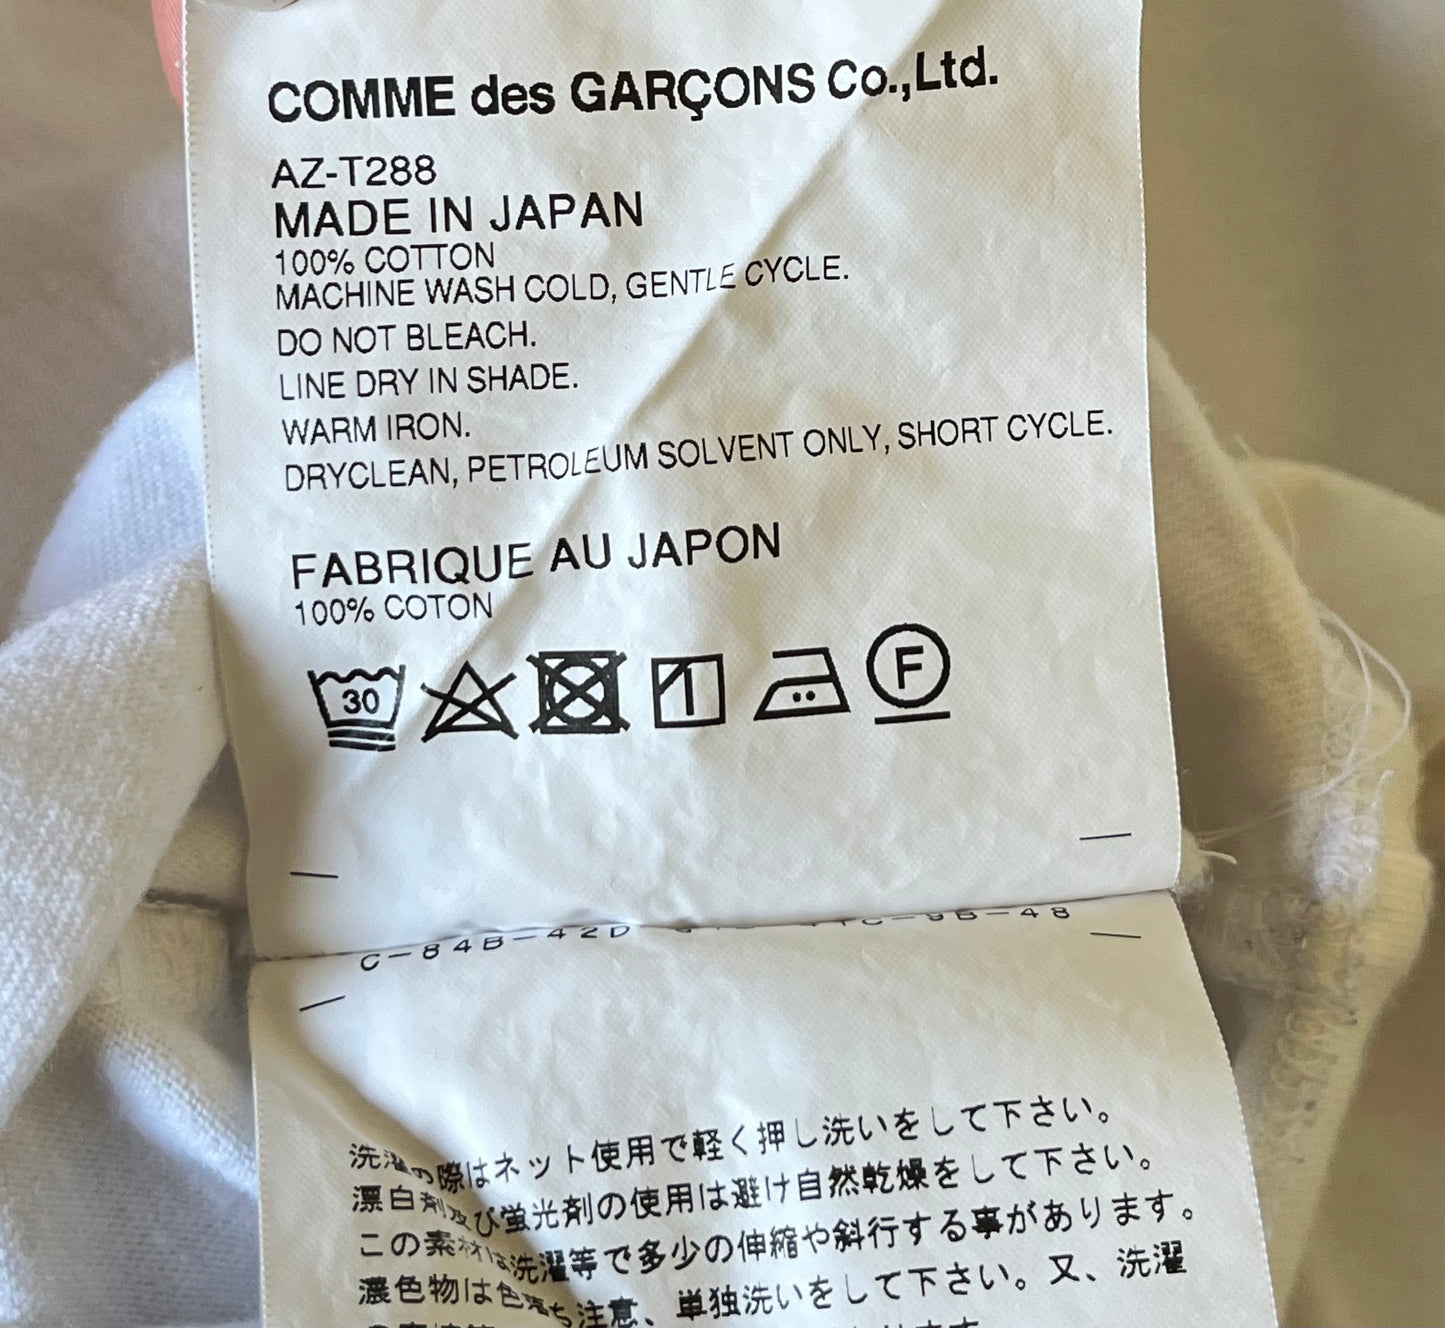 COMME des GARÇONS Co.,Ltd.
AZ-T288
MADE IN JAPAN
100% COTTON
MACHINE WASH COLD, GENTLE CYCLE.
DO NOT BLEACH.
LINE DRY IN SHADE.
WARM IRON.
DRYCLEAN, PETROLEUM SOLVENT ONLY, SHORT CYCLE.
FABRIQUE AU JAPON
100% COTON
30
F
C-84B-42D
洗濯の際はネット使用で軽く押し洗いをして下さい。
漂白剤及び蛍光剤の使用は避け自然乾燥をして下さい。
この素材は洗濯等で多少の伸縮や斜行する事があります。
濃色物は色落ち注意、単独洗いをして下さい。又、洗濯